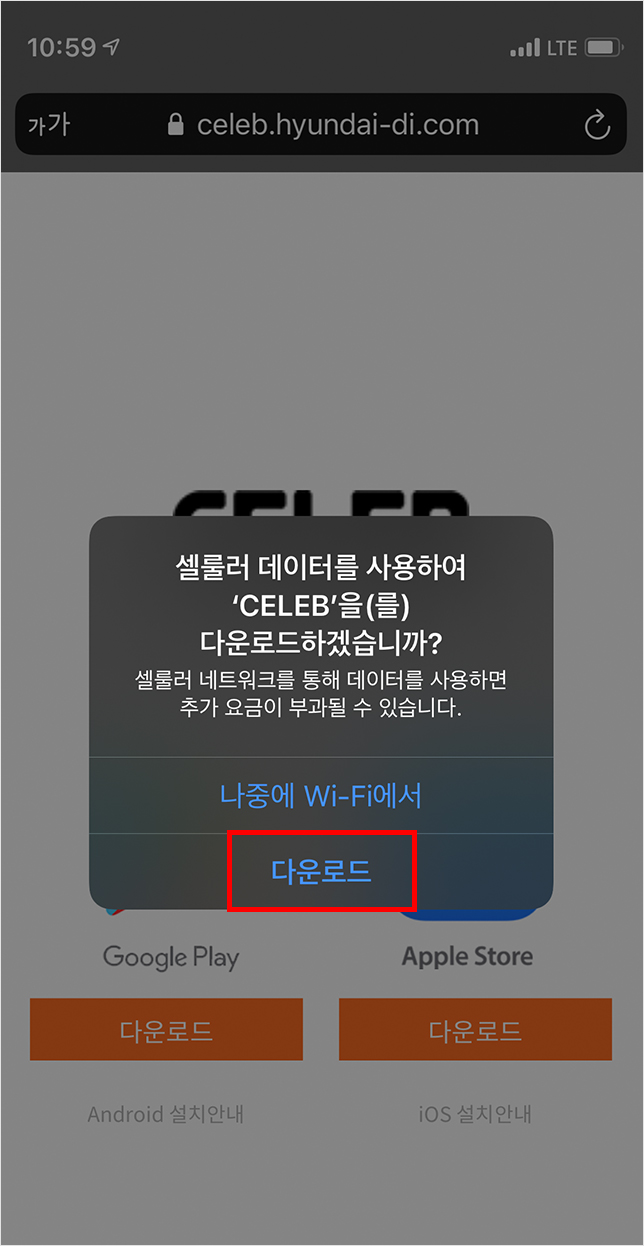 10:59
LTE
가가
celeb.hyundai-di.com
CELEB
셀룰러 데이터를 사용하여
‘CELEB’을(를)
다운로드하겠습니까?
셀룰러 네트워크를 통해 데이터를 사용하면
추가 요금이 부과될 수 있습니다.
나중에 Wi-Fi에서
다운로드
Google Play
Apple Store
다운로드
다운로드
Android 설치안내
iOS 설치안내